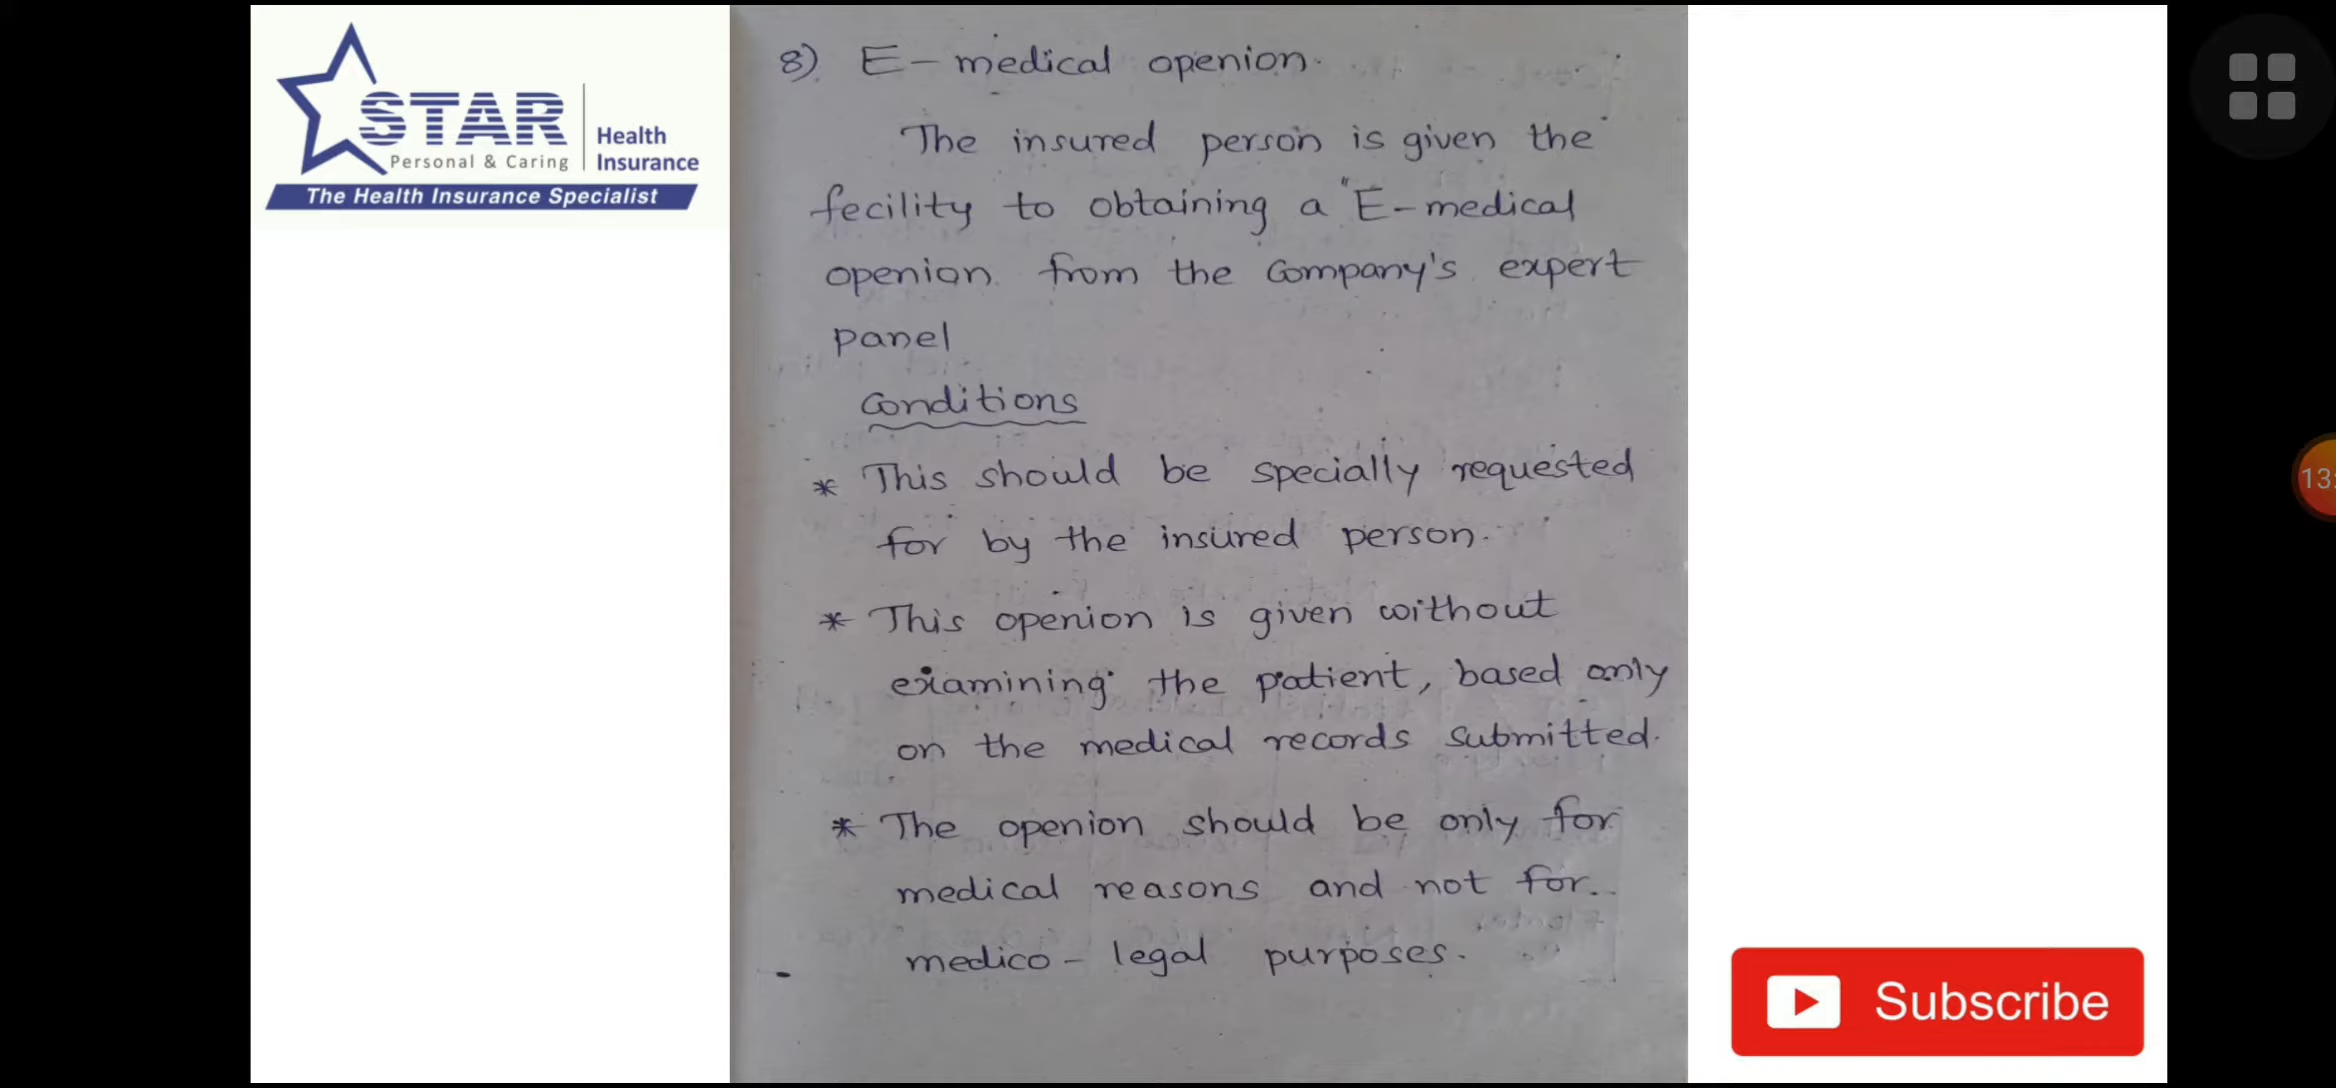 STAR
Health
Personal & Caring
Insurance
The Health Insurance Specialist
8) E- medical openion.
The insured person is given the
fecility to obtaining a "E-medical
openion. from the Company's expert
panel
Conditions
* This should be specially requested
for by the insured person.
* This openion is given without
examining the patient, based only
on the medical records submitted.
* The openion should be only for
medical reasons and not for..
medico - legal purposes.
13:
Subscribe